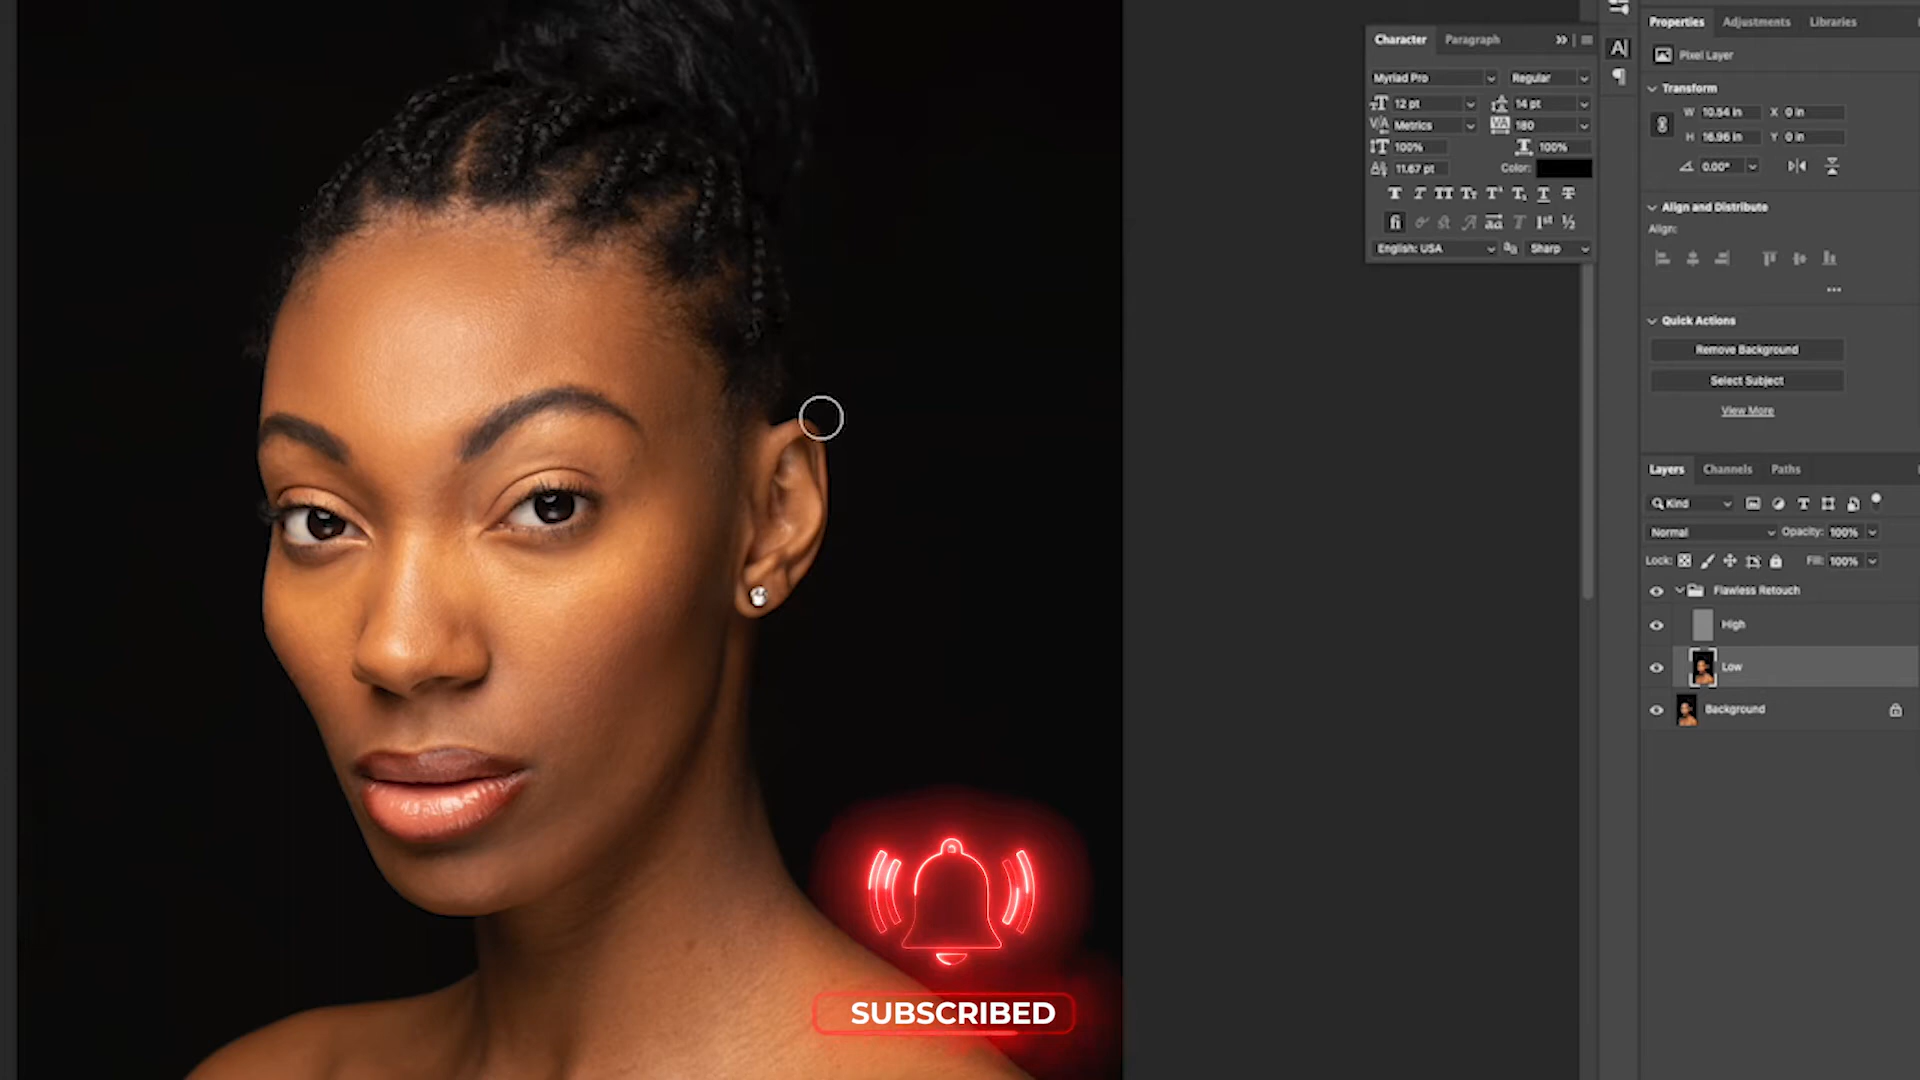 Character Paragraph
Myriad Pro Regular
12 pt 14 pt
Metrics 180
100% 100%
11.67 pt Color:
English: USA Sharp
Properties Adjustments Libraries
Pixel Layer
Transform
W 10.54 in X 0 in
H 16.96 in Y 0 in
0.00°
Align and Distribute
Align:
Quick Actions
Remove Background
Select Subject
View More
Layers Channels Paths
Kind
Normal Opacity: 100%
Lock: Fill: 100%
Flawless Retouch
High
Low
Background
SUBSCRIBED